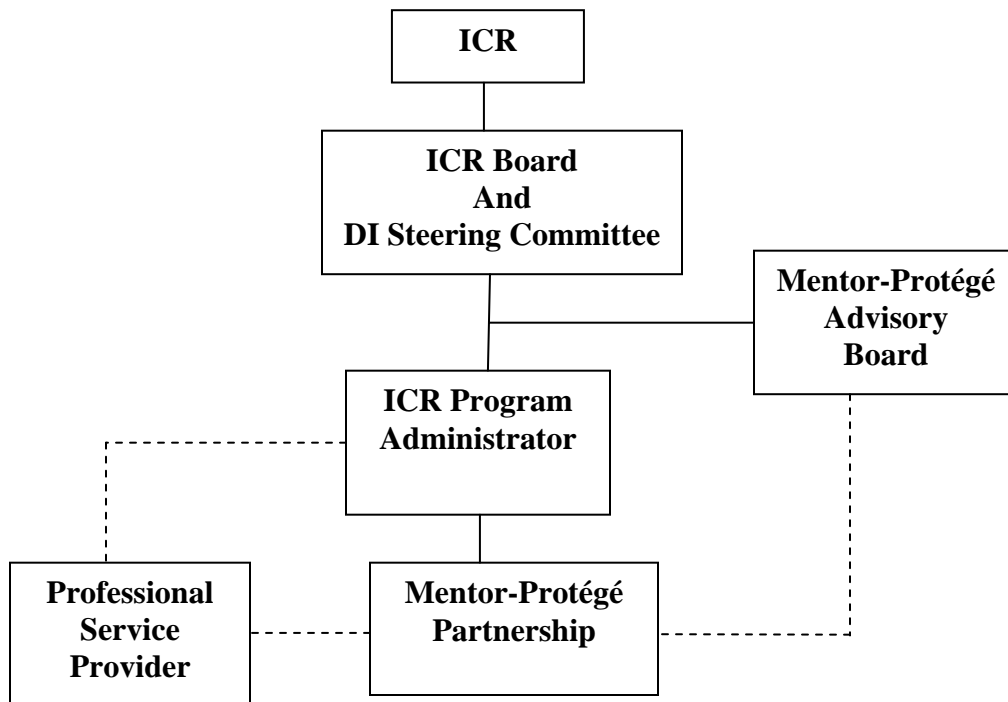 ICR
ICR Board
And
DI Steering Committee
Mentor-Protégé
Advisory
Board
ICR Program
Administrator
Professional
Service
Provider
Mentor-Protégé
Partnership